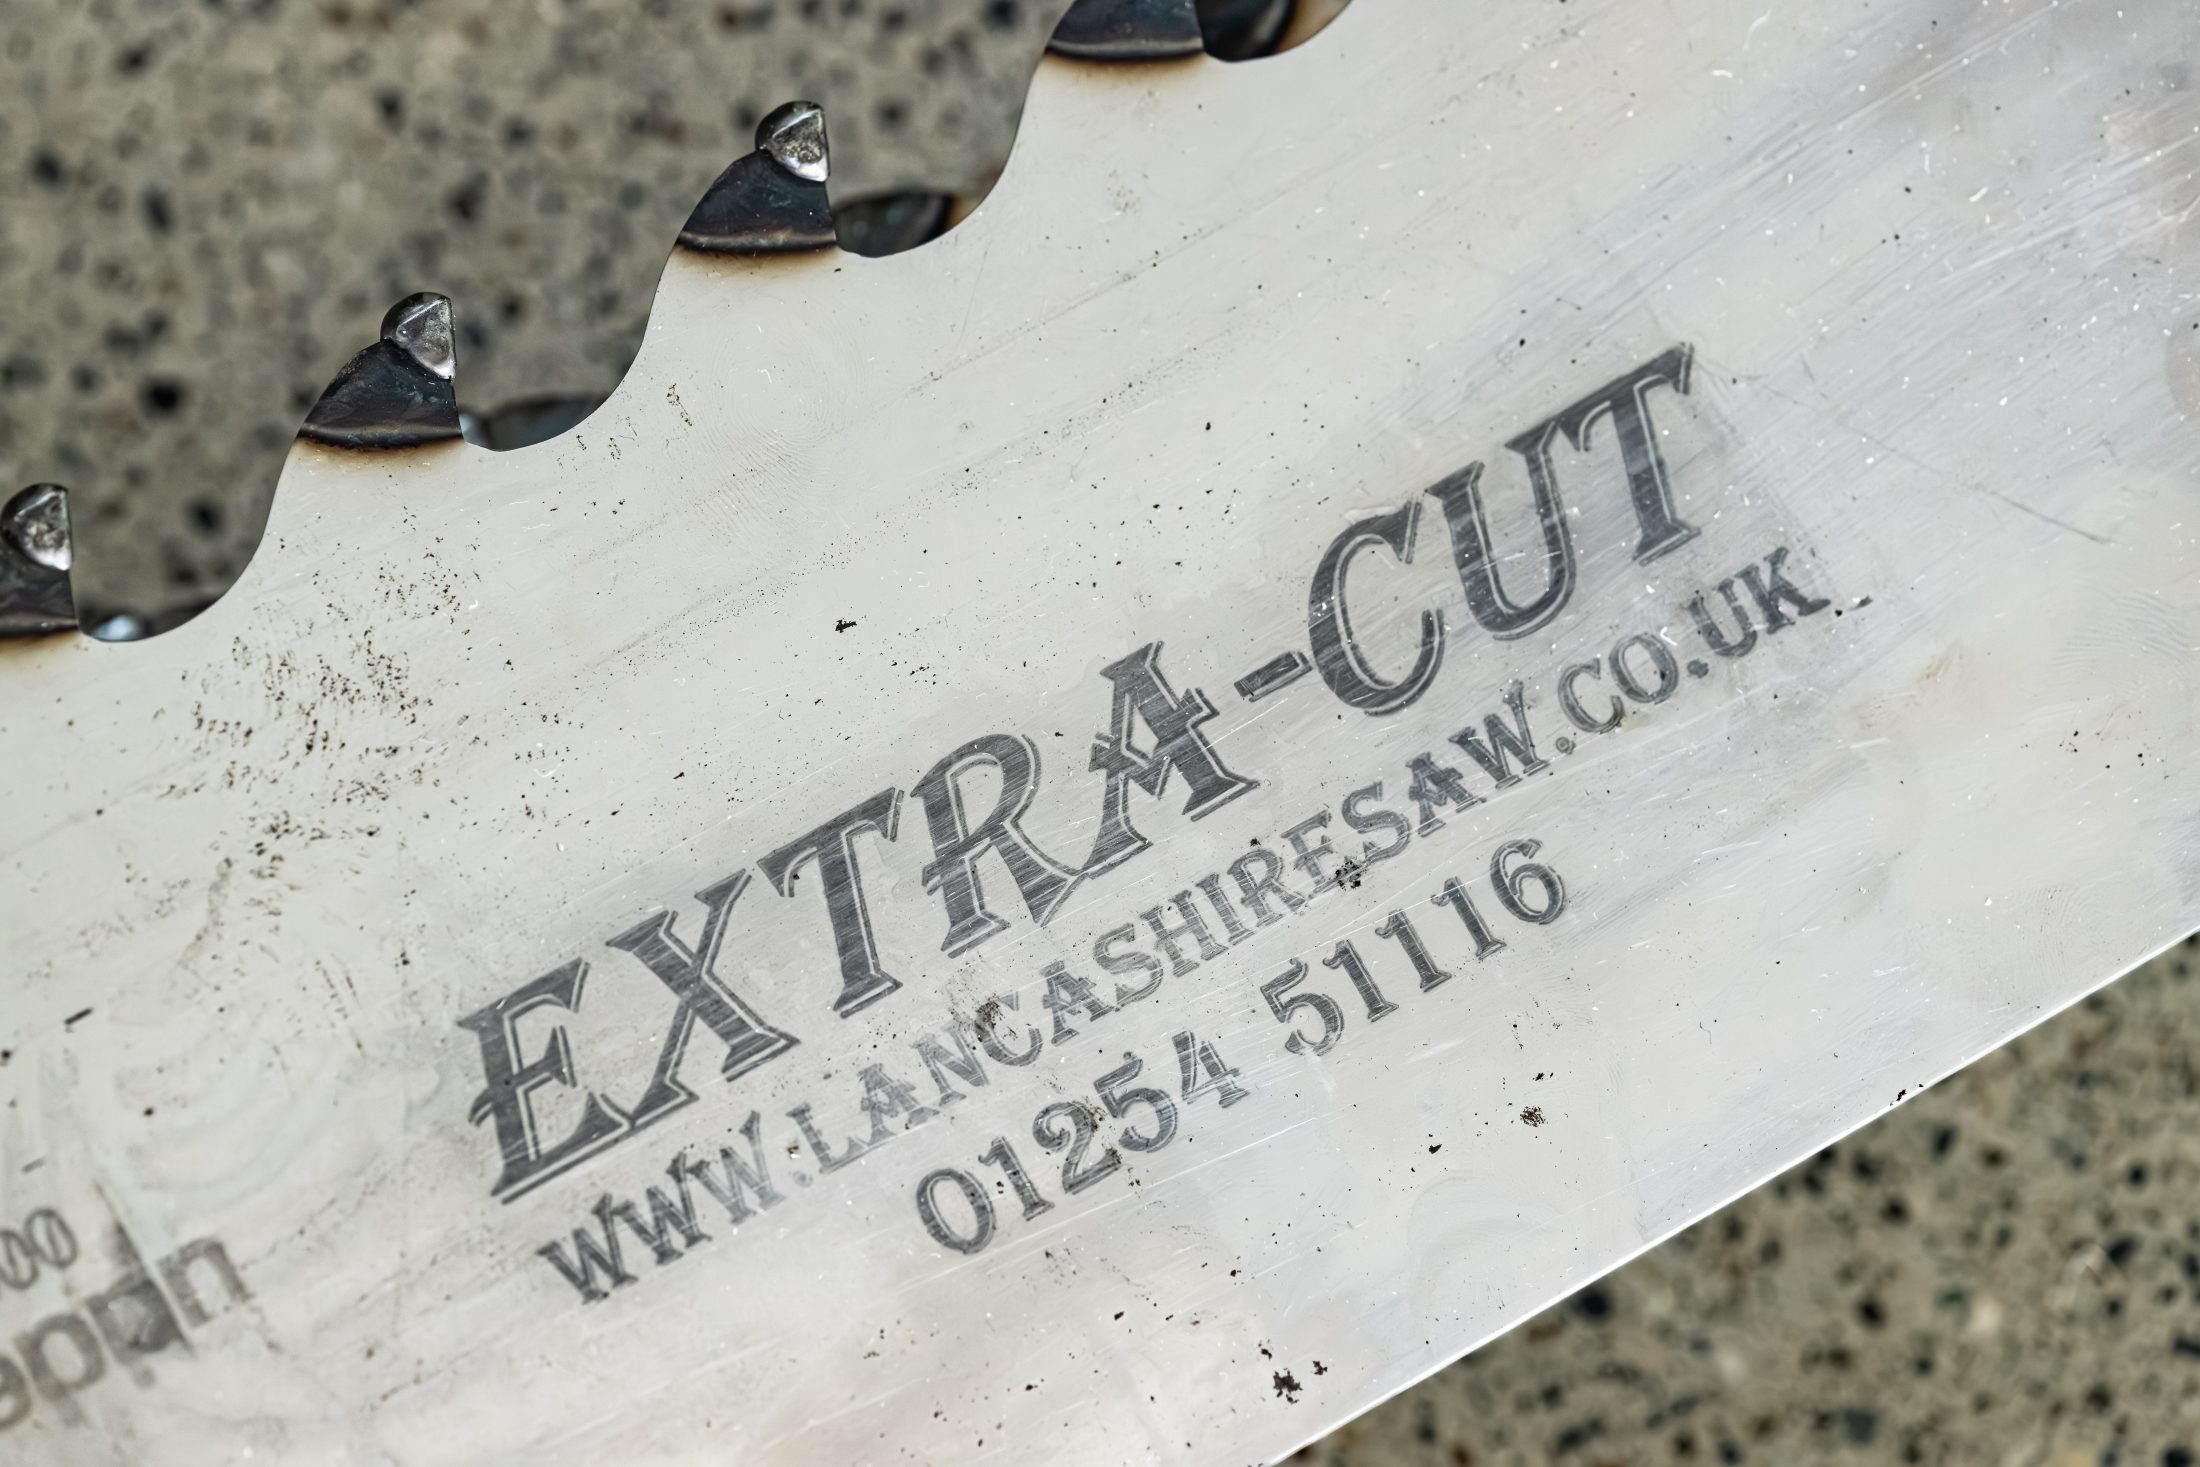 EXTRA-CUT
WWW.LANCASHIRESAW.CO.UK
01254 51116